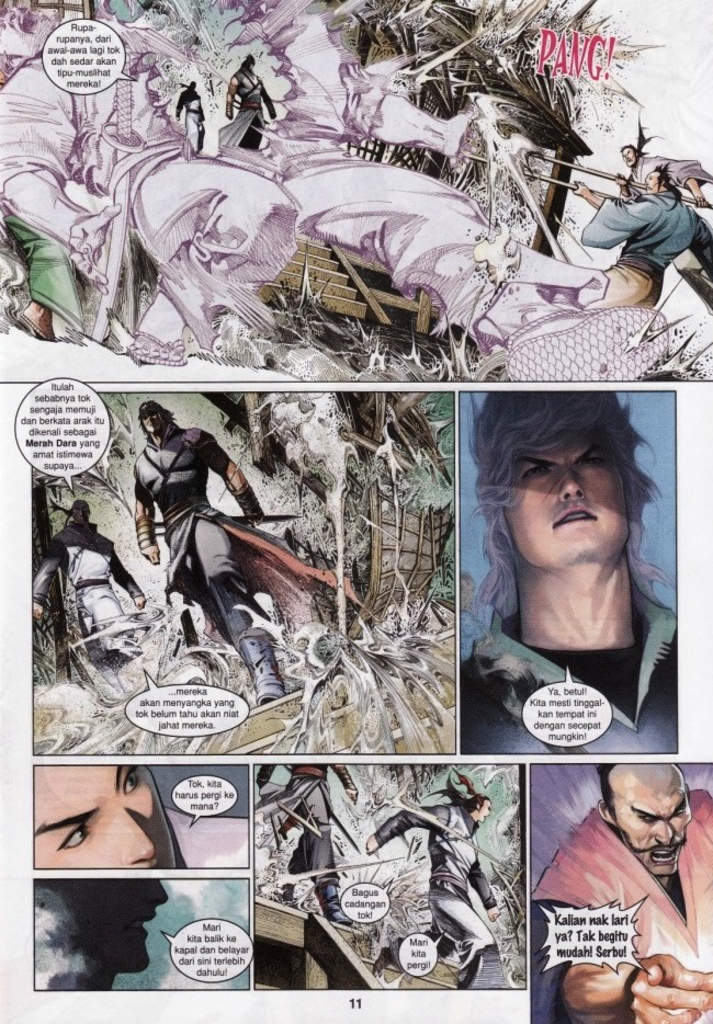 Rupa-
rupanya, dari
awal-awa lagi tok
dah sedar akan
tipu-muslihat
mereka!
PANG!
Itulah
sebabnya tok
sengaja memuji
dan berkata arak itu
dikenali sebagai
Merah Dara yang
amat istimewa
supaya...
...mereka
akan menyangka yang
tok belum tahu akan niat
jahat mereka.
Ya, betul!
Kita mesti tinggal-
kan tempat ini
dengan secepat
mungkin!
Tok, kita
harus pergi ke
mana?
Mari
kita balik ke
kapal dan belayar
dari sini terlebih
dahulu!
Bagus
cadangan
tok!
Mari
kita
pergi!
Kalian nak lari
ya? Tak begitu
mudah! Serbu!
11